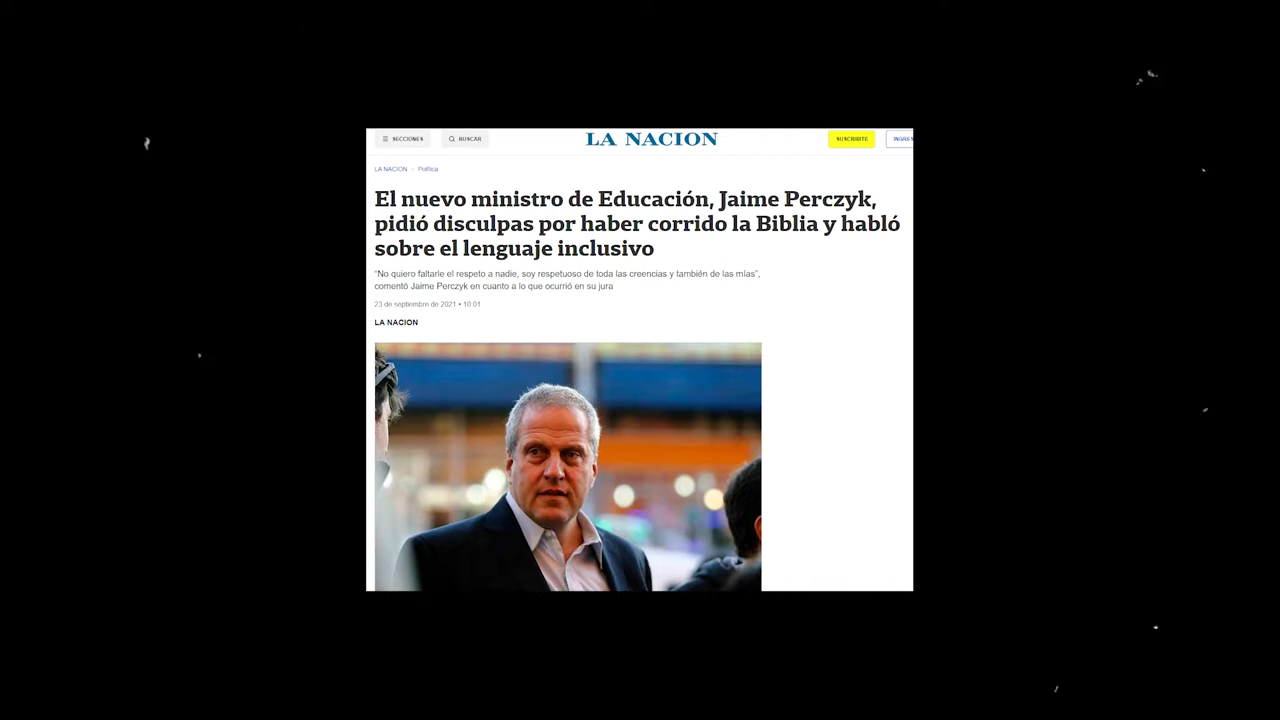 SECCIONES
BUSCAR
LA NACION
SUSCRIBITE
INGRES
LA NACION > Política
El nuevo ministro de Educación, Jaime Perczyk,
pidió disculpas por haber corrido la Biblia y habló
sobre el lenguaje inclusivo
"No quiero faltarle el respeto a nadie, soy respetuoso de toda las creencias y también de las mías",
comentó Jaime Perczyk en cuanto a lo que ocurrió en su jura
23 de septiembre de 2021 • 10:01
LA NACION